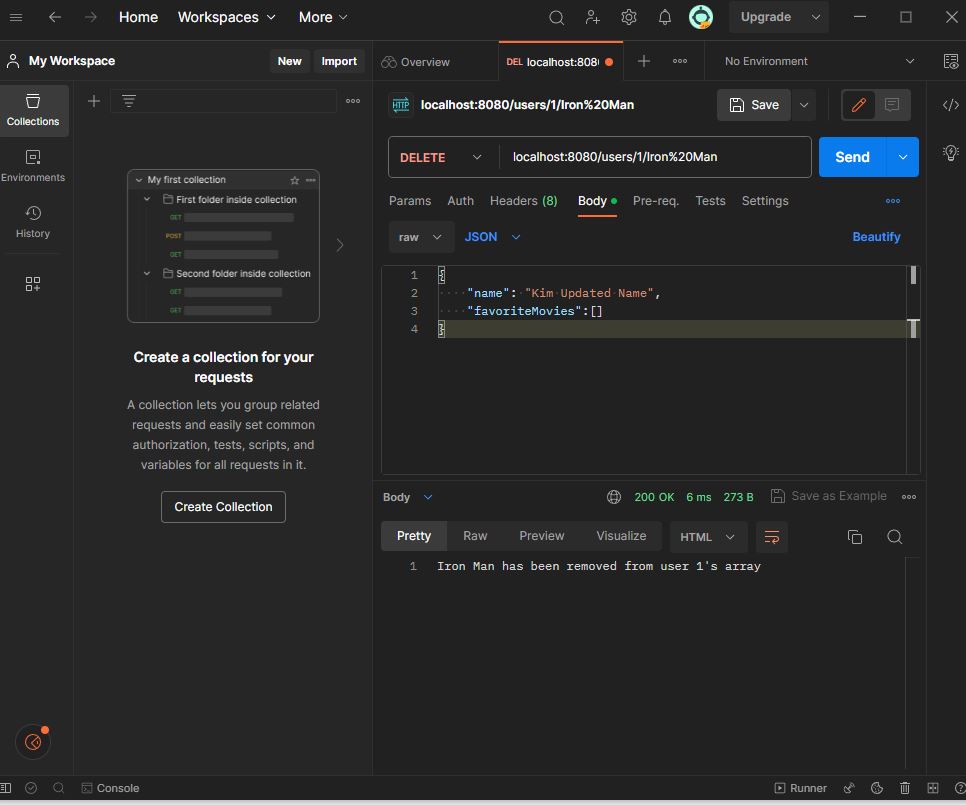 Home Workspaces More Upgrade
My Workspace New Import Overview DEL localhost:808 No Environment
Collections
Environments
History
My first collection
First folder inside collection
GET
POST
GET
Second folder inside collection
GET
GET
Create a collection for your
requests
A collection lets you group related
requests and easily set common
authorization, tests, scripts, and
variables for all requests in it.
Create Collection
HTTP localhost:8080/users/1/Iron%20Man Save
DELETE localhost:8080/users/1/Iron%20Man Send
Params Auth Headers (8) Body Pre-req. Tests Settings
raw JSON Beautify
1 {
2 "name": "Kim Updated Name",
3 "favoriteMovies":[]
4 }
Body 200 OK 6 ms 273 B Save as Example
Pretty Raw Preview Visualize HTML
1 Iron Man has been removed from user 1's array
Console Runner